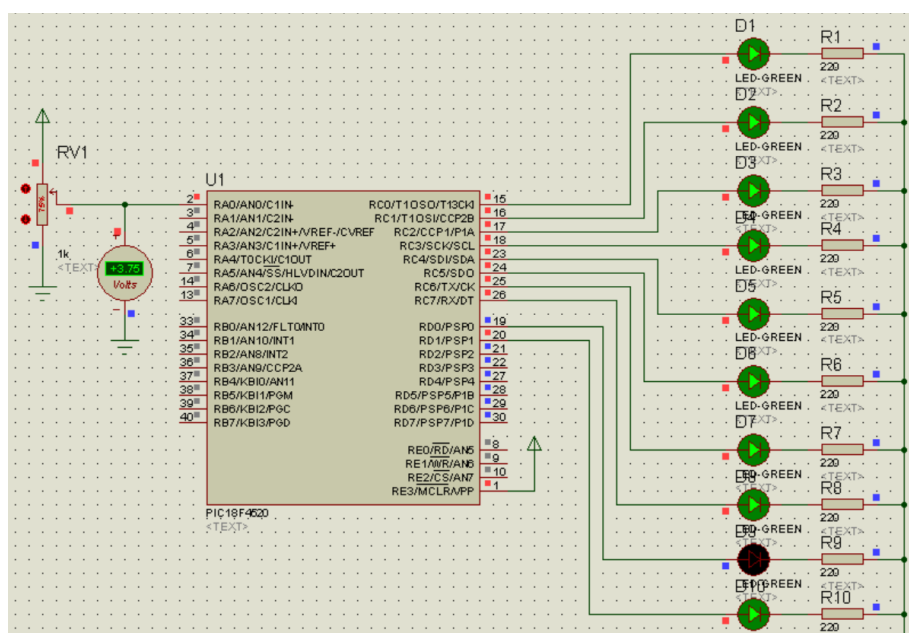 D1
R1
LED-GREEN
220
<TEXT>
D2
R2
LED-GREEN
220
<TEXT>
D3
R3
LED-GREEN
220
<TEXT>
R4
LED-GREEN
220
<TEXT>
D5
R5
LED-GREEN
220
<TEXT>
D6
R6
LED-GREEN
220
<TEXT>
D7
R7
LED-GREEN
220
<TEXT>
R8
LED-GREEN
220
<TEXT>
R9
220
<TEXT>
D10
R10
220
RV1
75%
1k
<TEXT>
+3.75
Volts
U1
2 RA0/AN0/C1IN- RC0/T1OSO/T13CKI 15
3 RA1/AN1/C2IN- RC1/T1OSI/CCP2B 16
4 RA2/AN2/C2IN+/VREF-/CVREF RC2/CCP1/P1A 17
5 RA3/AN3/C1IN+/VREF+ RC3/SCK/SCL 18
6 RA4/T0CKI/C1OUT RC4/SDI/SDA 23
7 RA5/AN4/SS/HLVDIN/C2OUT RC5/SDO 24
14 RA6/OSC2/CLKO RC6/TX/CK 25
13 RA7/OSC1/CLKI RC7/RX/DT 26
33 RB0/AN12/FLT0/INT0 RD0/PSP0 19
34 RB1/AN10/INT1 RD1/PSP1 20
35 RB2/AN8/INT2 RD2/PSP2 21
36 RB3/AN9/CCP2A RD3/PSP3 22
37 RB4/KBI0/AN11 RD4/PSP4 27
38 RB5/KBI1/PGM RD5/PSP5/P1B 28
39 RB6/KBI2/PGC RD6/PSP6/P1C 29
40 RB7/KBI3/PGD RD7/PSP7/P1D 30
RE0/RD/AN5 8
RE1/WR/AN6 9
RE2/CS/AN7 10
RE3/MCLR/VPP 1
PIC18F4520
<TEXT>